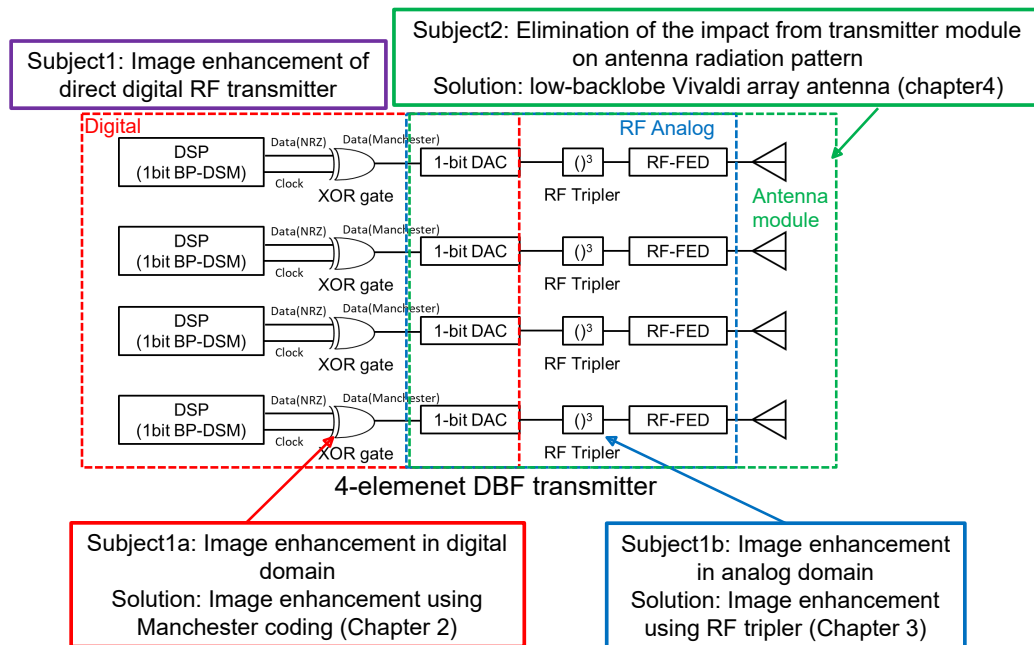 Subject1: Image enhancement of
direct digital RF transmitter
Subject2: Elimination of the impact from transmitter module
on antenna radiation pattern
Solution: low-backlobe Vivaldi array antenna (chapter4)
Digital
RF Analog
Antenna
module
DSP
(1bit BP-DSM)
Data(NRZ)
Clock
XOR gate
Data(Manchester)
1-bit DAC
()³
RF Tripler
RF-FED
DSP
(1bit BP-DSM)
Data(NRZ)
Clock
XOR gate
Data(Manchester)
1-bit DAC
()³
RF Tripler
RF-FED
DSP
(1bit BP-DSM)
Data(NRZ)
Clock
XOR gate
Data(Manchester)
1-bit DAC
()³
RF Tripler
RF-FED
DSP
(1bit BP-DSM)
Data(NRZ)
Clock
XOR gate
Data(Manchester)
1-bit DAC
()³
RF Tripler
RF-FED
4-elemenet DBF transmitter
Subject1a: Image enhancement in digital
domain
Solution: Image enhancement using
Manchester coding (Chapter 2)
Subject1b: Image enhancement
in analog domain
Solution: Image enhancement
using RF tripler (Chapter 3)